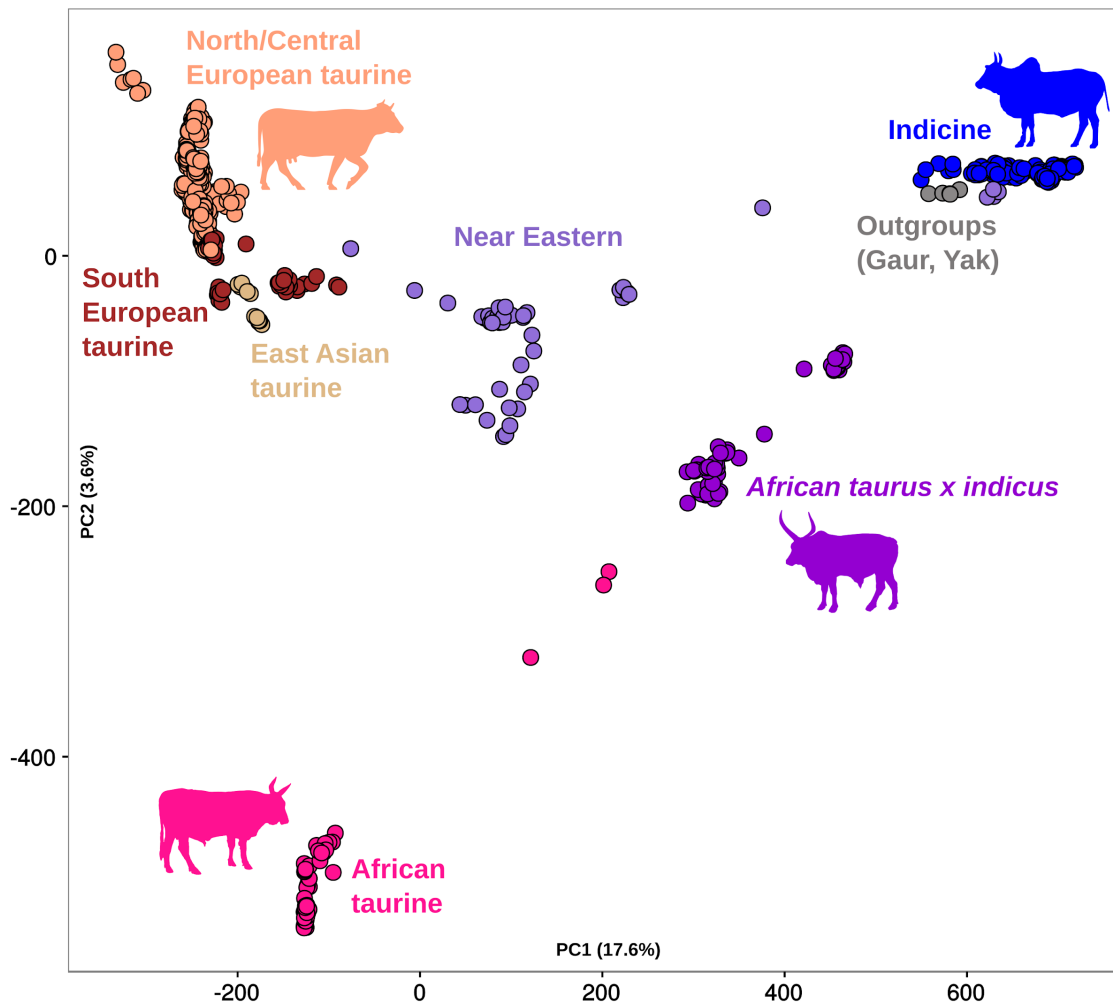 North/Central
European taurine
Indicine
Near Eastern
Outgroups
(Gaur, Yak)
0
South
European
taurine
East Asian
taurine
PC2 (3.6%)
African taurus x indicus
-200
-400
African
taurine
PC1 (17.6%)
-200
0
200
400
600